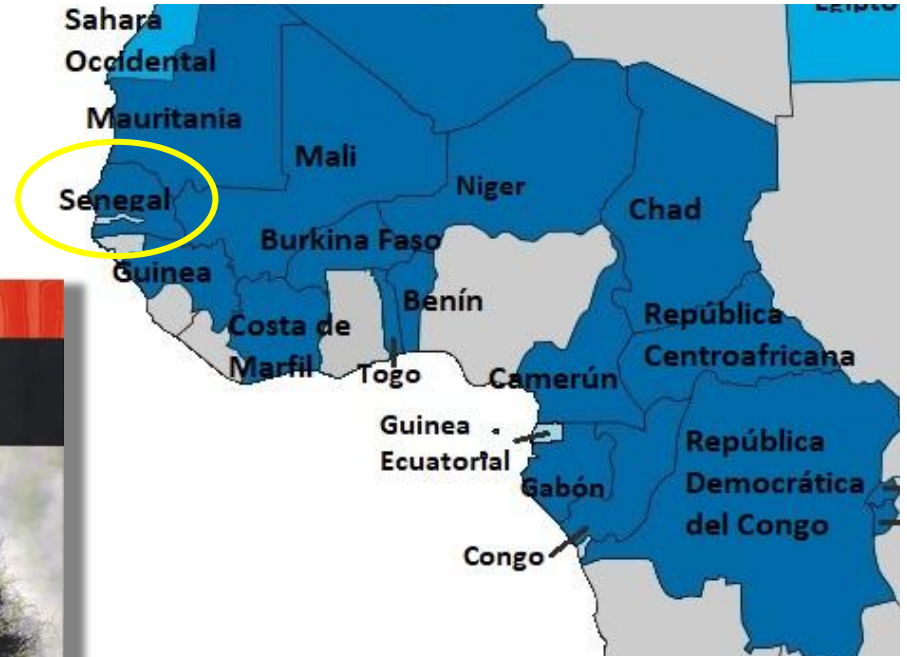 Sahara
Occidental
Egipto
Mauritania
Mali
Niger
Senegal
Chad
Burkina Faso
Guinea
Benín
República
Centroafricana
Costa de
Marfil
Togo
Camerún
Guinea
Ecuatorial
República
Democrática
del Congo
Gabón
Congo